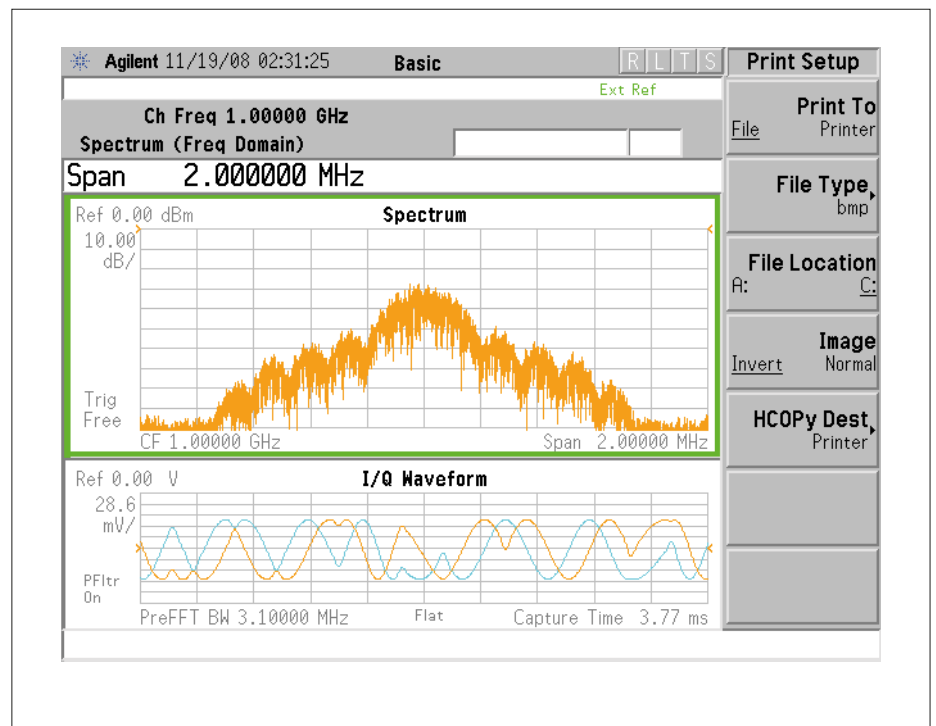 Agilent 11/19/08 02:31:25 Basic R L T S
Ext Ref
Ch Freq 1.00000 GHz
Spectrum (Freq Domain)
Span 2.000000 MHz
Ref 0.00 dBm Spectrum
10.00
dB/
Trig
Free
CF 1.00000 GHz Span 2.00000 MHz
Ref 0.00 V I/Q Waveform
28.6
mV/
PFltr
On
PreFFT BW 3.10000 MHz Flat Capture Time 3.77 ms
Print Setup
Print To
File Printer
File Type
bmp
File Location
A: C:
Image
Invert Normal
HCOPy Dest
Printer